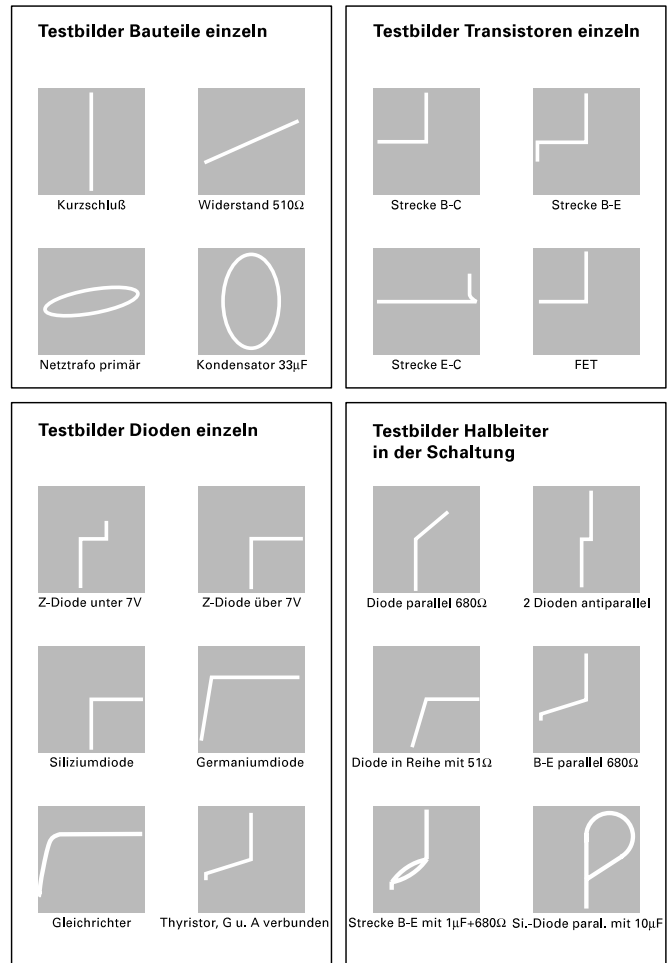 Testbilder Bauteile einzeln
Kurzschluß
Widerstand 510Ω
Netztrafo primär
Kondensator 33µF
Testbilder Transistoren einzeln
Strecke B-C
Strecke B-E
Strecke E-C
FET
Testbilder Dioden einzeln
Z-Diode unter 7V
Z-Diode über 7V
Siliziumdiode
Germaniumdiode
Gleichrichter
Thyristor, G u. A verbunden
Testbilder Halbleiter
in der Schaltung
Diode parallel 680Ω
2 Dioden antiparallel
Diode in Reihe mit 51Ω
B-E parallel 680Ω
Strecke B-E mit 1µF+680Ω
Si.-Diode paral. mit 10µF